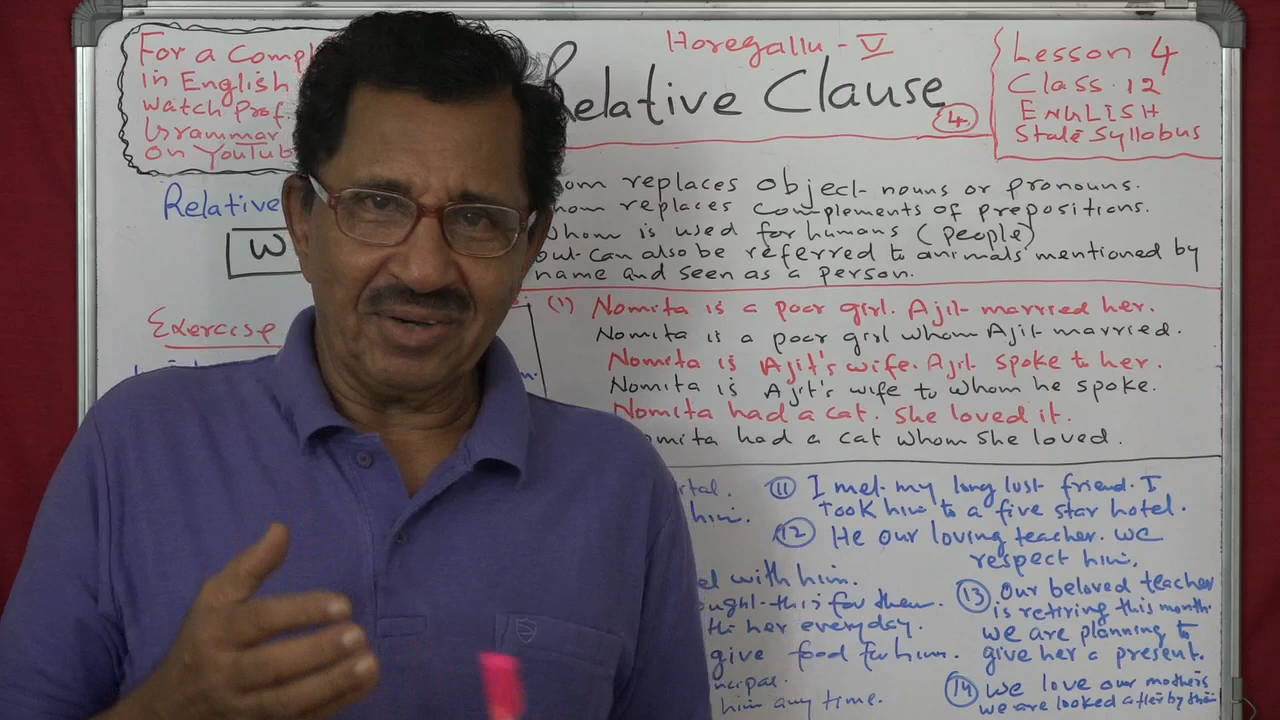 For a Comp
in English
watch Prof
Grammar
on YouTub
Horegallu - V
Relative Clause
4
Lesson 4
Class. 12
ENGLISH
State Syllabus
Relative
W
om replaces object nouns or pronouns.
hom replaces complements of prepositions.
whom is used for humans (people)
but can also be referred to animals mentioned by
name and seen as a person.
Exercise
(1) Nomita is a poor girl. Ajit married her.
Nomita is a poor girl whom Ajit married.
Nomita is Ajit's wife. Ajit spoke to her.
Nomita is Ajit's wife to whom he spoke.
Nomita had a cat. She loved it.
omita had a cat whom she loved.
ital.
him.
ed with him.
ought this for them.
her everyday.
give food for him.
ncipal.
him any time.
11 I met my long lost friend. I
took him to a five star hotel.
12 He our loving teacher. We
respect him.
13 Our beloved teacher
is retiring this month.
we are planning to
give her a present.
14 We love our mothers
we are looked after by them